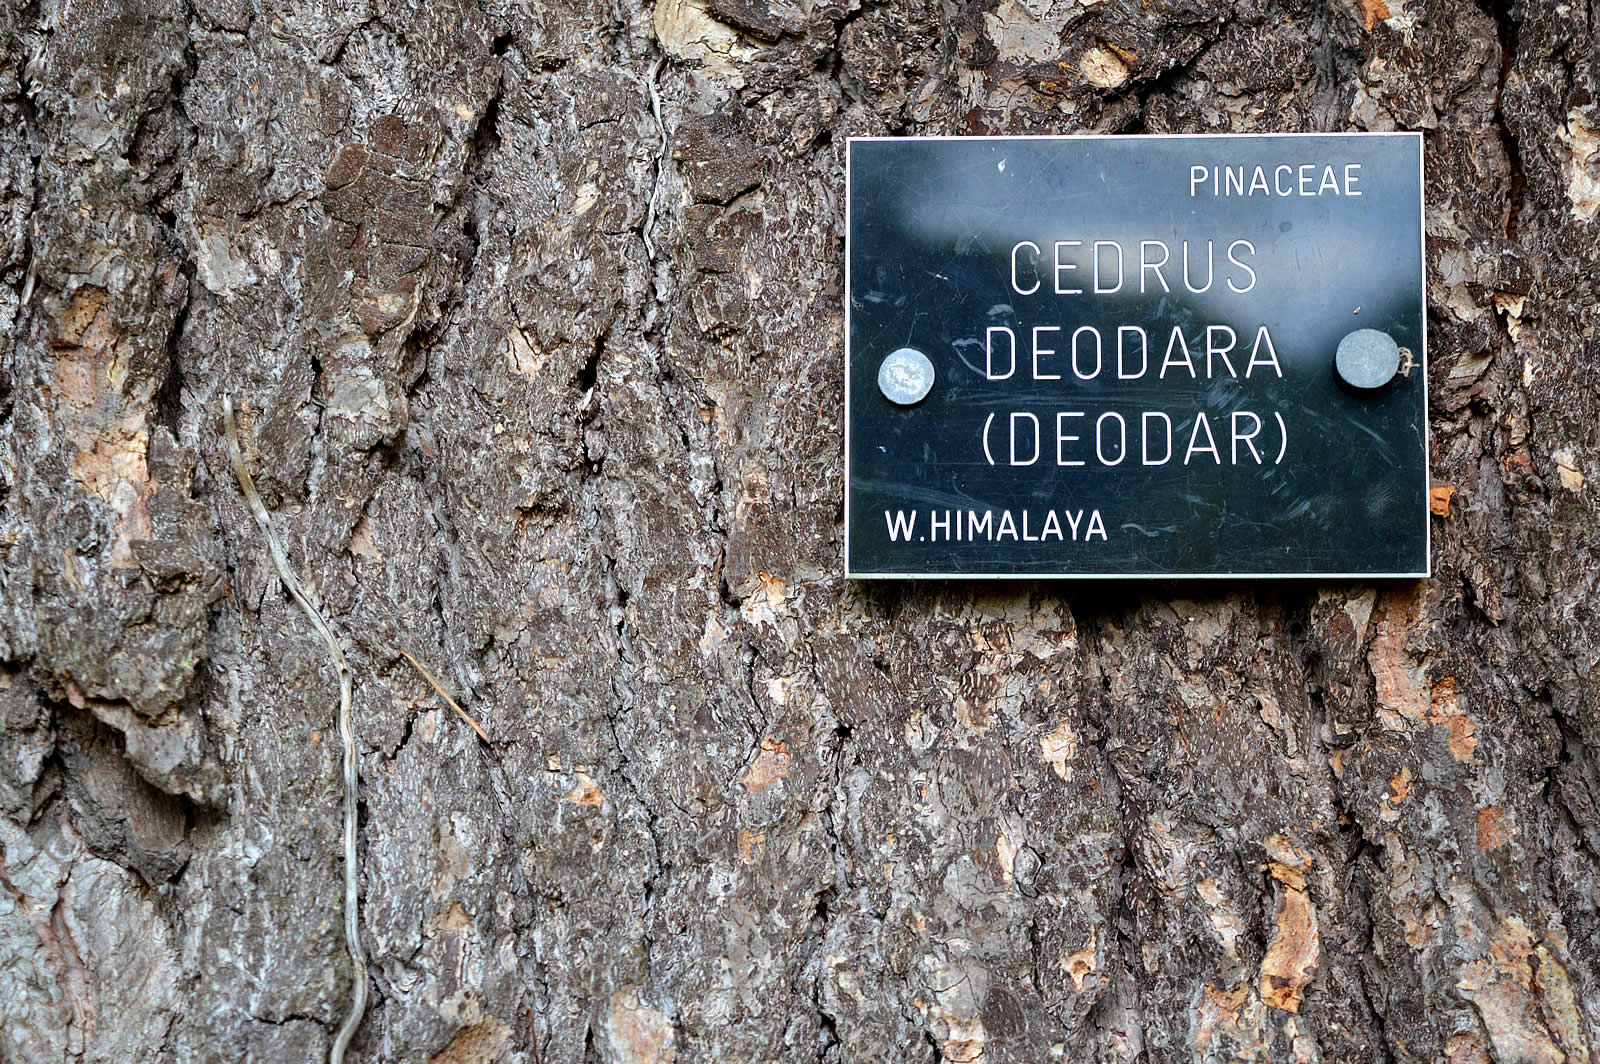 PINACEAE
CEDRUS
DEODARA
(DEODAR)
W.HIMALAYA